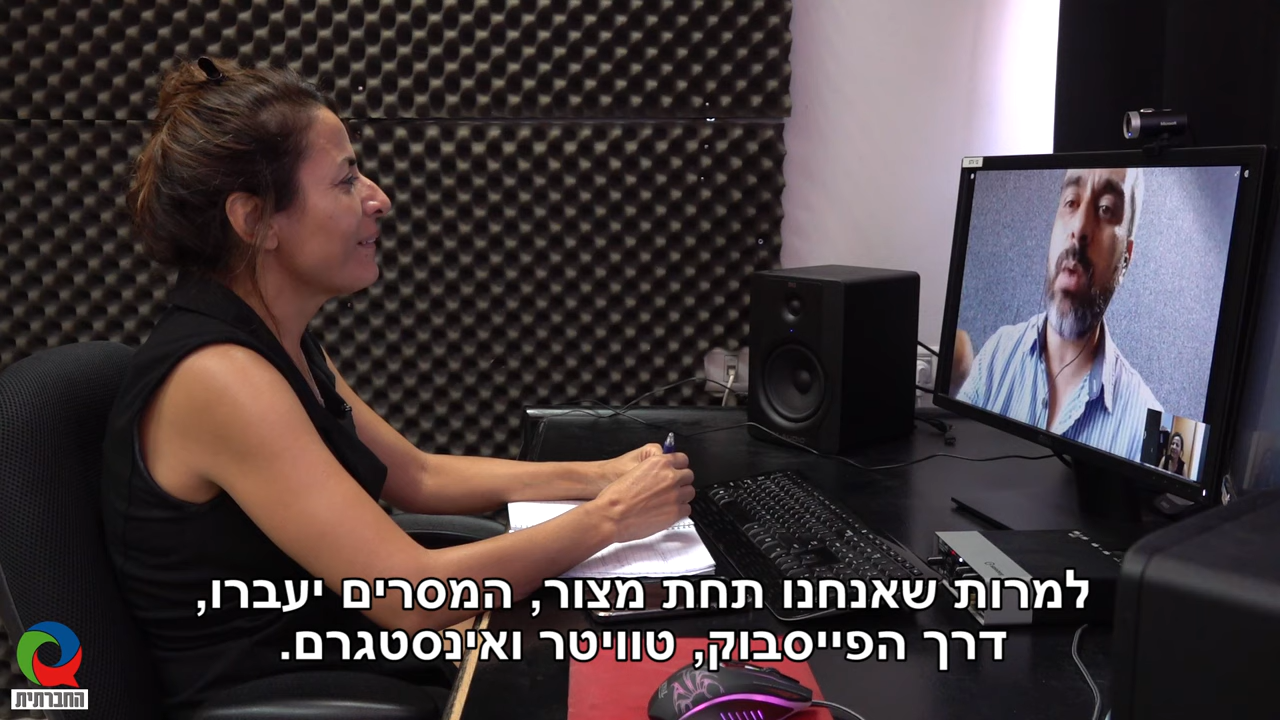 למרות שאנחנו תחת מצור, המסרים יעברו,
דרך הפייסבוק, טוויטר ואינסטגרם.
החברתית